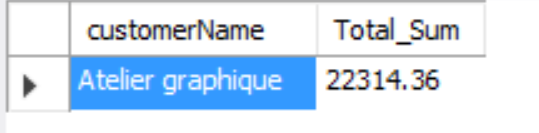 customerName Total_Sum
Atelier graphique 22314.36